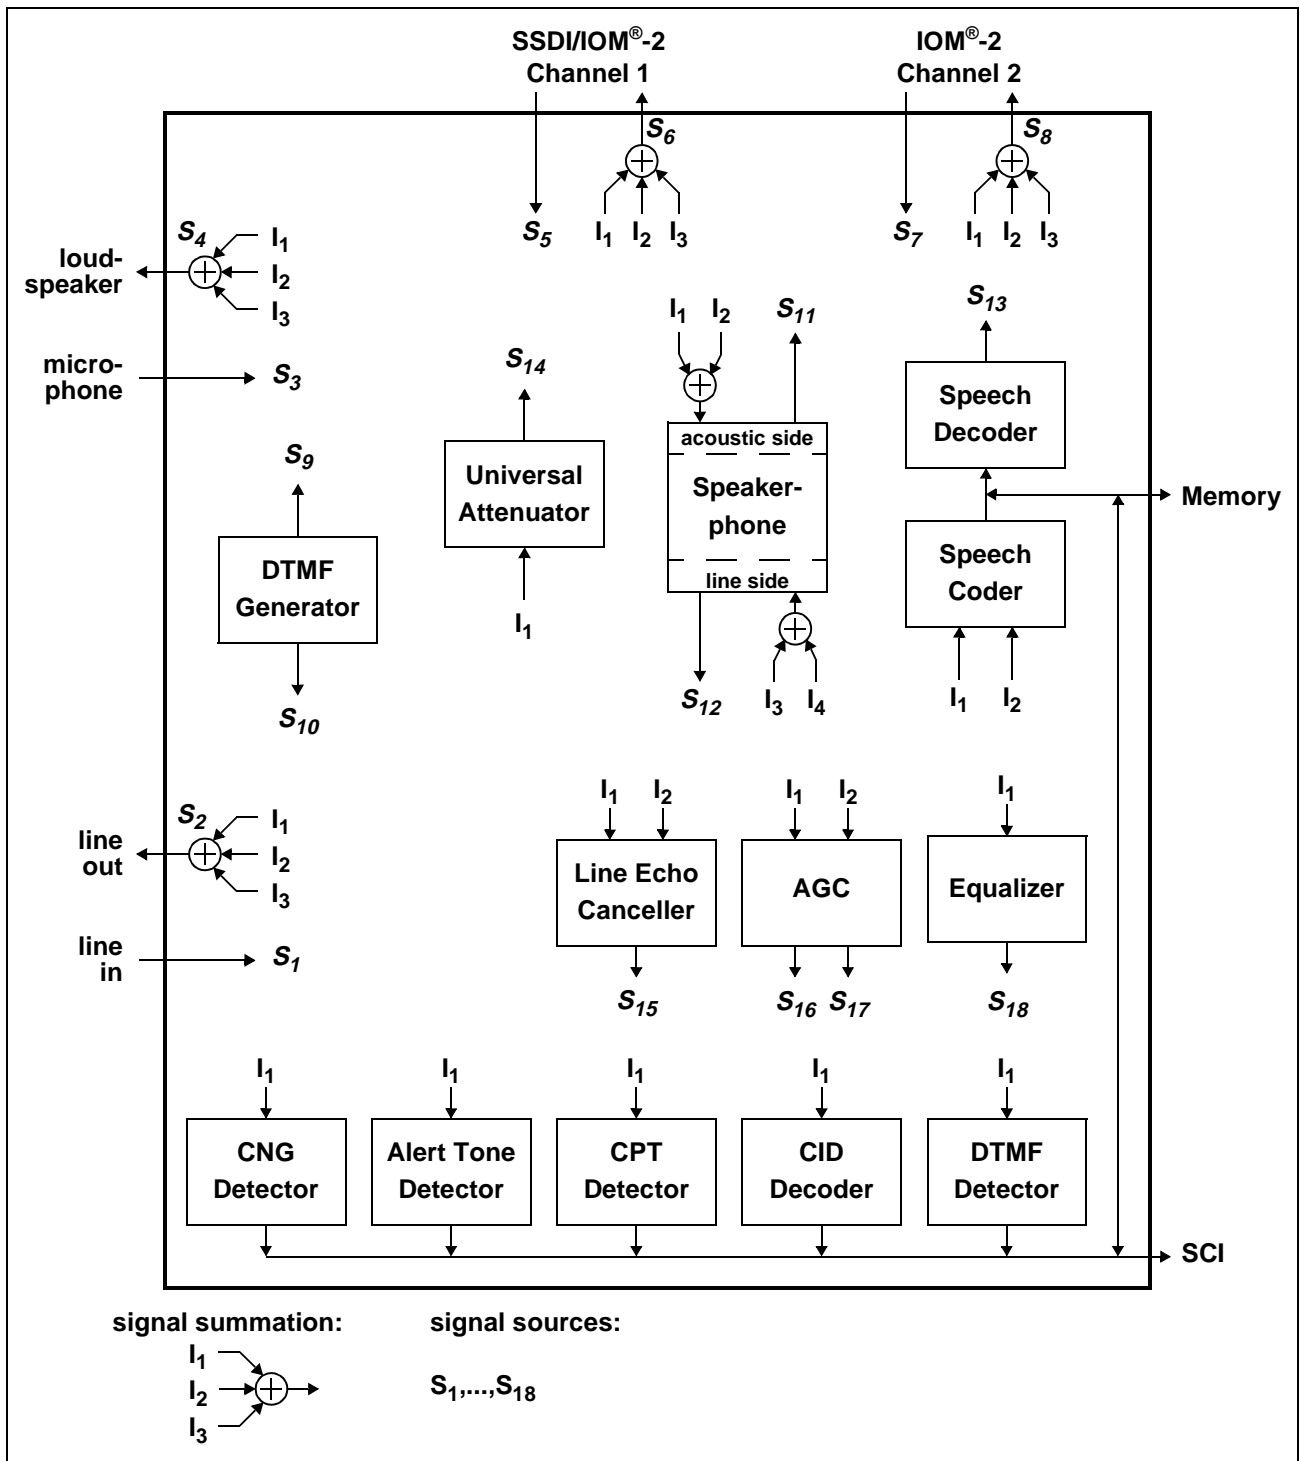 SSDI/IOM®-2
Channel 1
IOM®-2
Channel 2
S6
S8
I1 I2 I3
I1 I2 I3
S5
S7
S4
I1
I2
I3
loud-
speaker
micro-
phone
S3
S14
I1 I2
S11
S13
Speech
Decoder
acoustic side
Speaker-
phone
line side
Universal
Attenuator
I1
S9
DTMF
Generator
S10
Memory
Speech
Coder
S12
I3 I4
I1 I2
S2
I1
I2
I3
line
out
line
in
S1
I1 I2
Line Echo
Canceller
S15
I1 I2
AGC
S16 S17
I1
Equalizer
S18
I1
CNG
Detector
I1
Alert Tone
Detector
I1
CPT
Detector
I1
CID
Decoder
I1
DTMF
Detector
SCI
signal summation:
I1
I2
I3
signal sources:
S1,...,S18